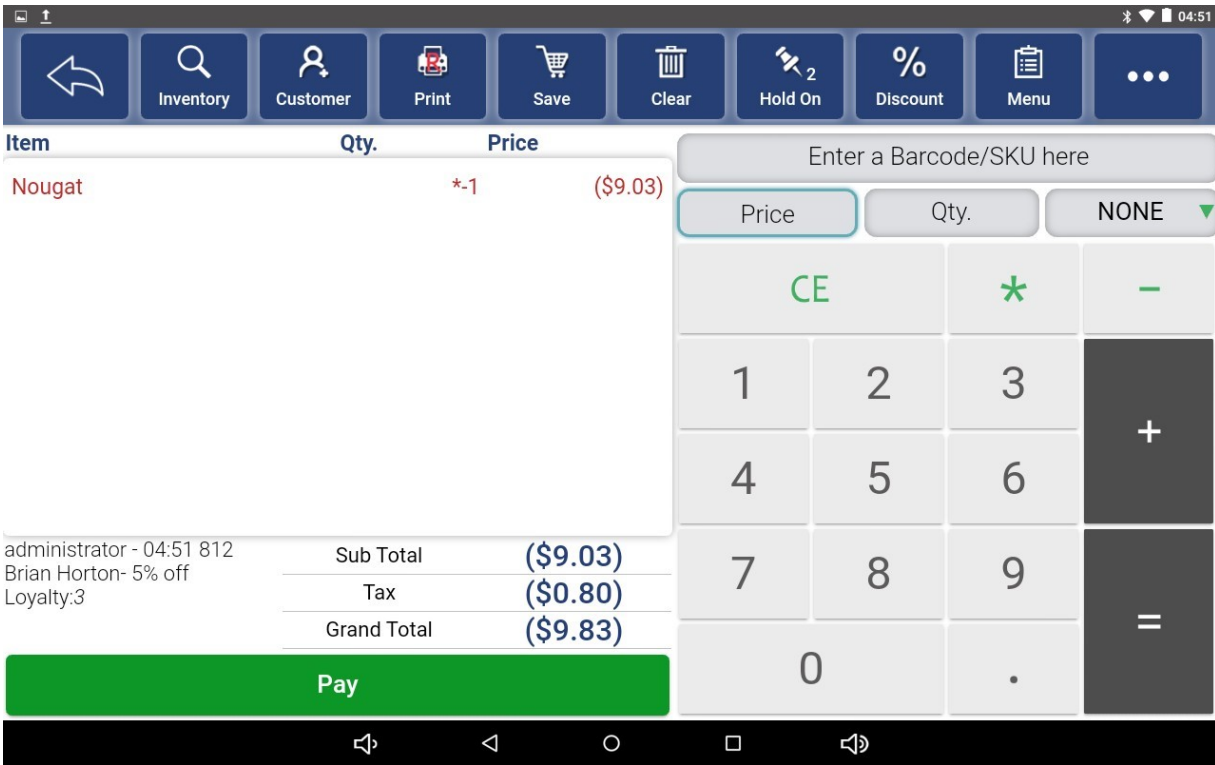 04:51
Inventory Customer Print Save Clear Hold On 2 % Discount Menu
Item Qty. Price
Nougat *-1 ($9.03)
Enter a Barcode/SKU here
Price Qty. NONE
CE * -
1 2 3 +
4 5 6
7 8 9 =
0 .
administrator - 04:51 812
Brian Horton- 5% off
Loyalty:3
Sub Total ($9.03)
Tax ($0.80)
Grand Total ($9.83)
Pay